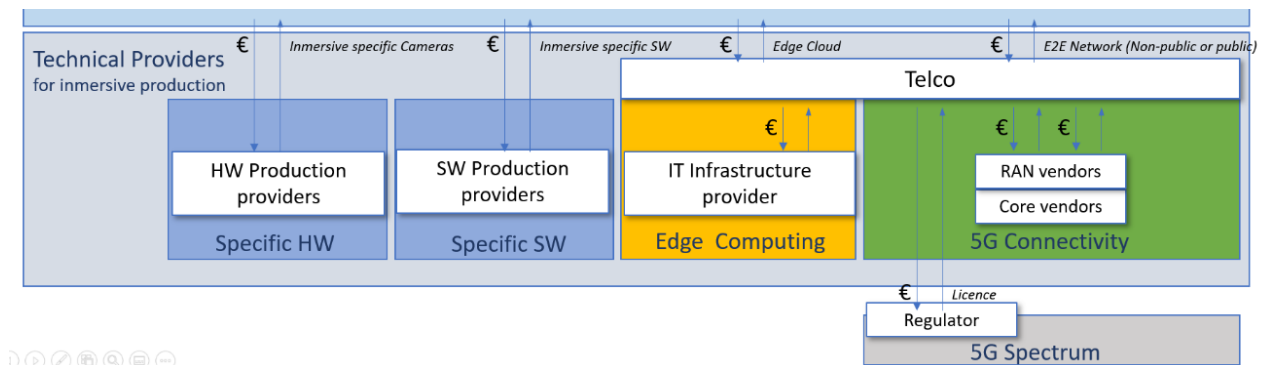 € Inmersive specific Cameras € Inmersive specific SW € Edge Cloud € E2E Network (Non-public or public)
Technical Providers
for inmersive production
Telco
€ € €
HW Production
providers
SW Production
providers
IT Infrastructure
provider
RAN vendors
Core vendors
Specific HW
Specific SW
Edge Computing
5G Connectivity
€ Licence
Regulator
5G Spectrum